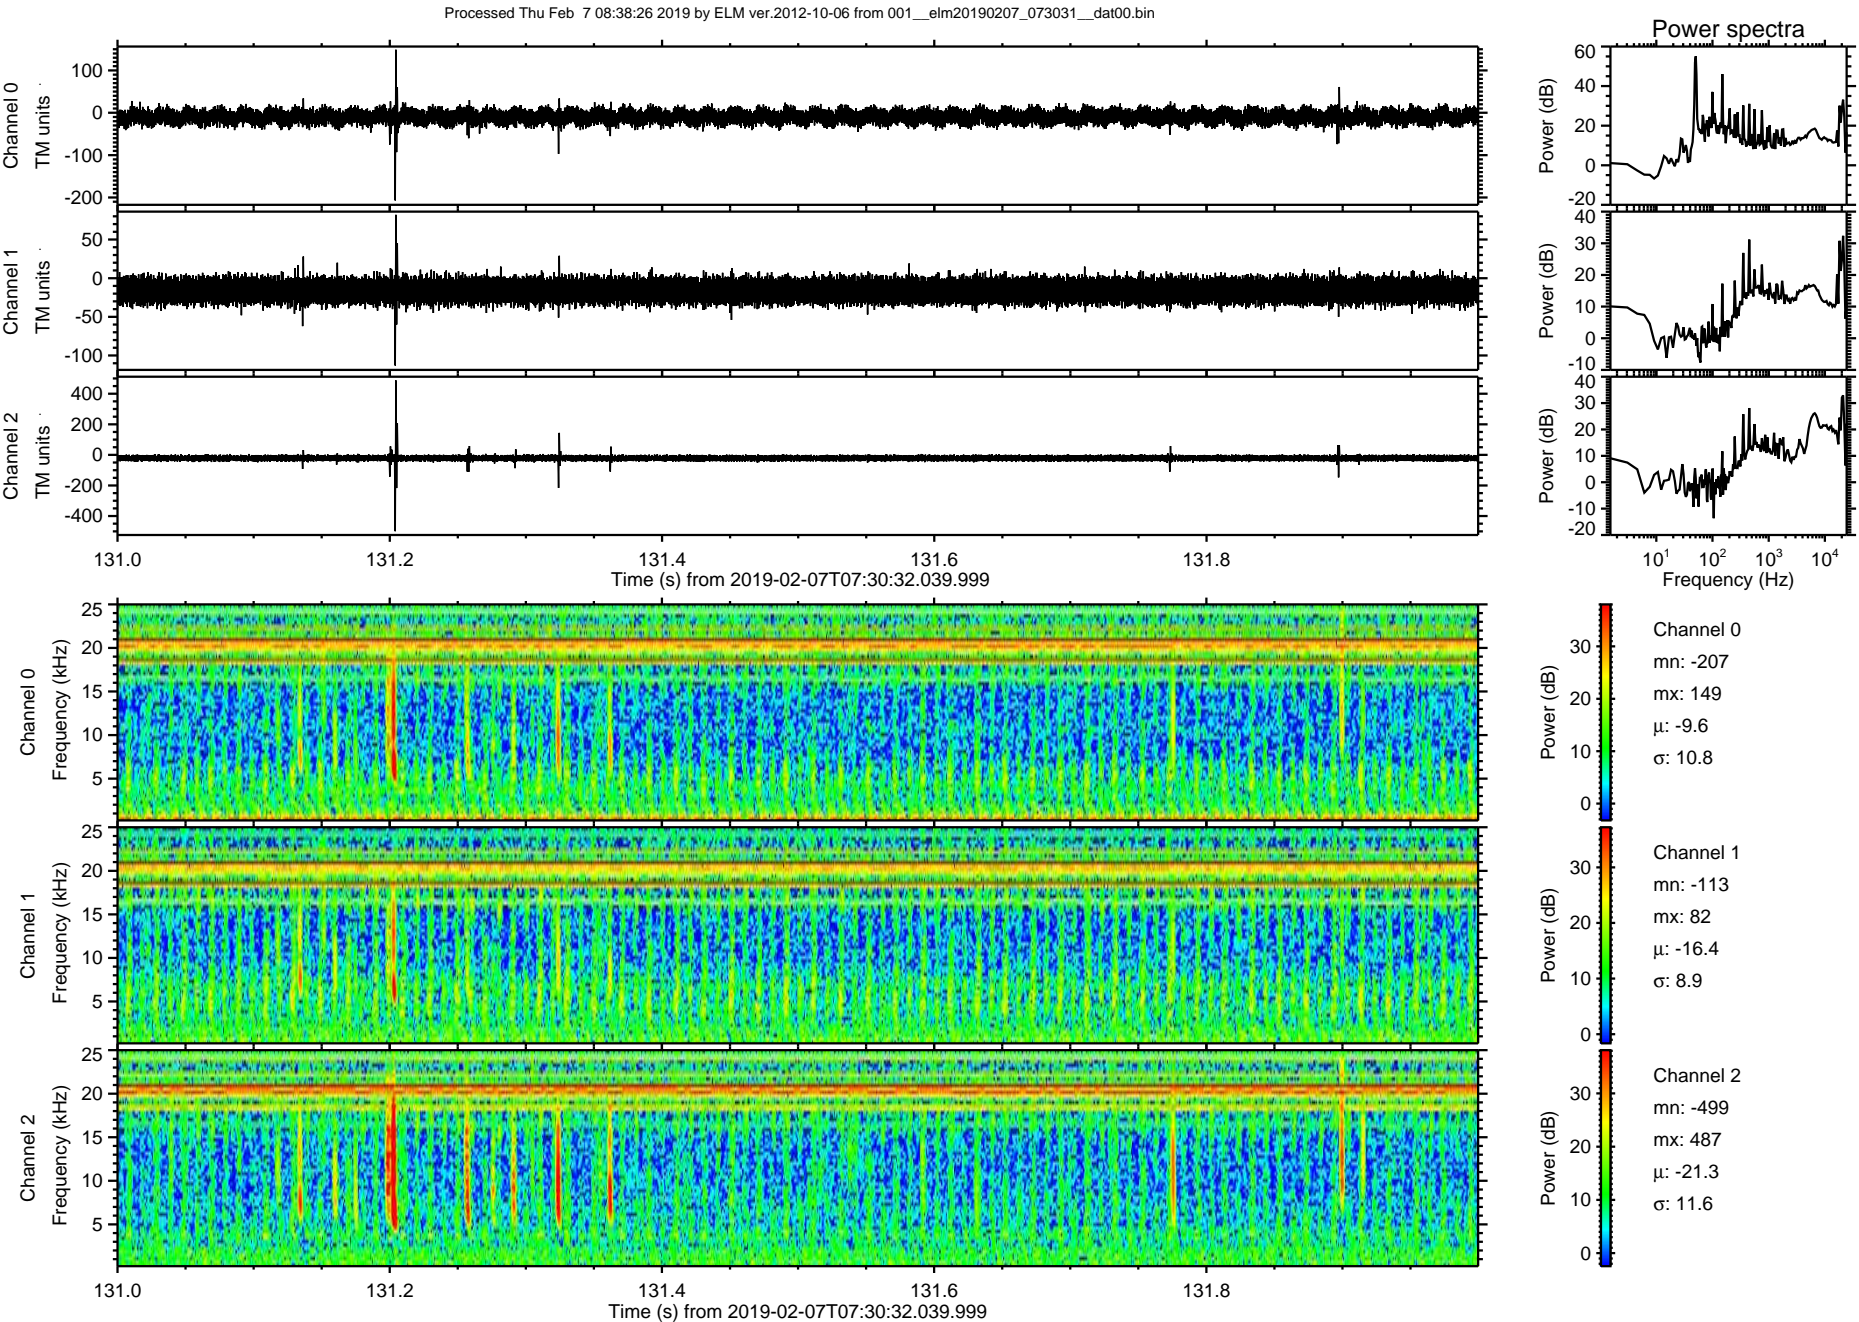 Processed Thu Feb  7 08:38:26 2019 by ELM ver.2012-10-06 from 001__elm20190207_073031__dat00.bin
Power spectra
Channel 0
TM units
100
0
-100
-200
Power (dB)
60
40
20
0
-20
Channel 1
TM units
50
0
-50
-100
Power (dB)
40
30
20
10
0
-10
Channel 2
TM units
400
200
0
-200
-400
Power (dB)
40
30
20
10
0
-10
-20
131.0 131.2 131.4 131.6 131.8
Time (s) from 2019-02-07T07:30:32.039.999
10^1 10^2 10^3 10^4
Frequency (Hz)
Channel 0
Frequency (kHz)
25
20
15
10
5
Power (dB)
30
20
10
0
Channel 0
mn: -207
mx: 149
μ: -9.6
σ: 10.8
Channel 1
Frequency (kHz)
25
20
15
10
5
Power (dB)
30
20
10
0
Channel 1
mn: -113
mx: 82
μ: -16.4
σ: 8.9
Channel 2
Frequency (kHz)
25
20
15
10
5
Power (dB)
30
20
10
0
Channel 2
mn: -499
mx: 487
μ: -21.3
σ: 11.6
131.0 131.2 131.4 131.6 131.8
Time (s) from 2019-02-07T07:30:32.039.999